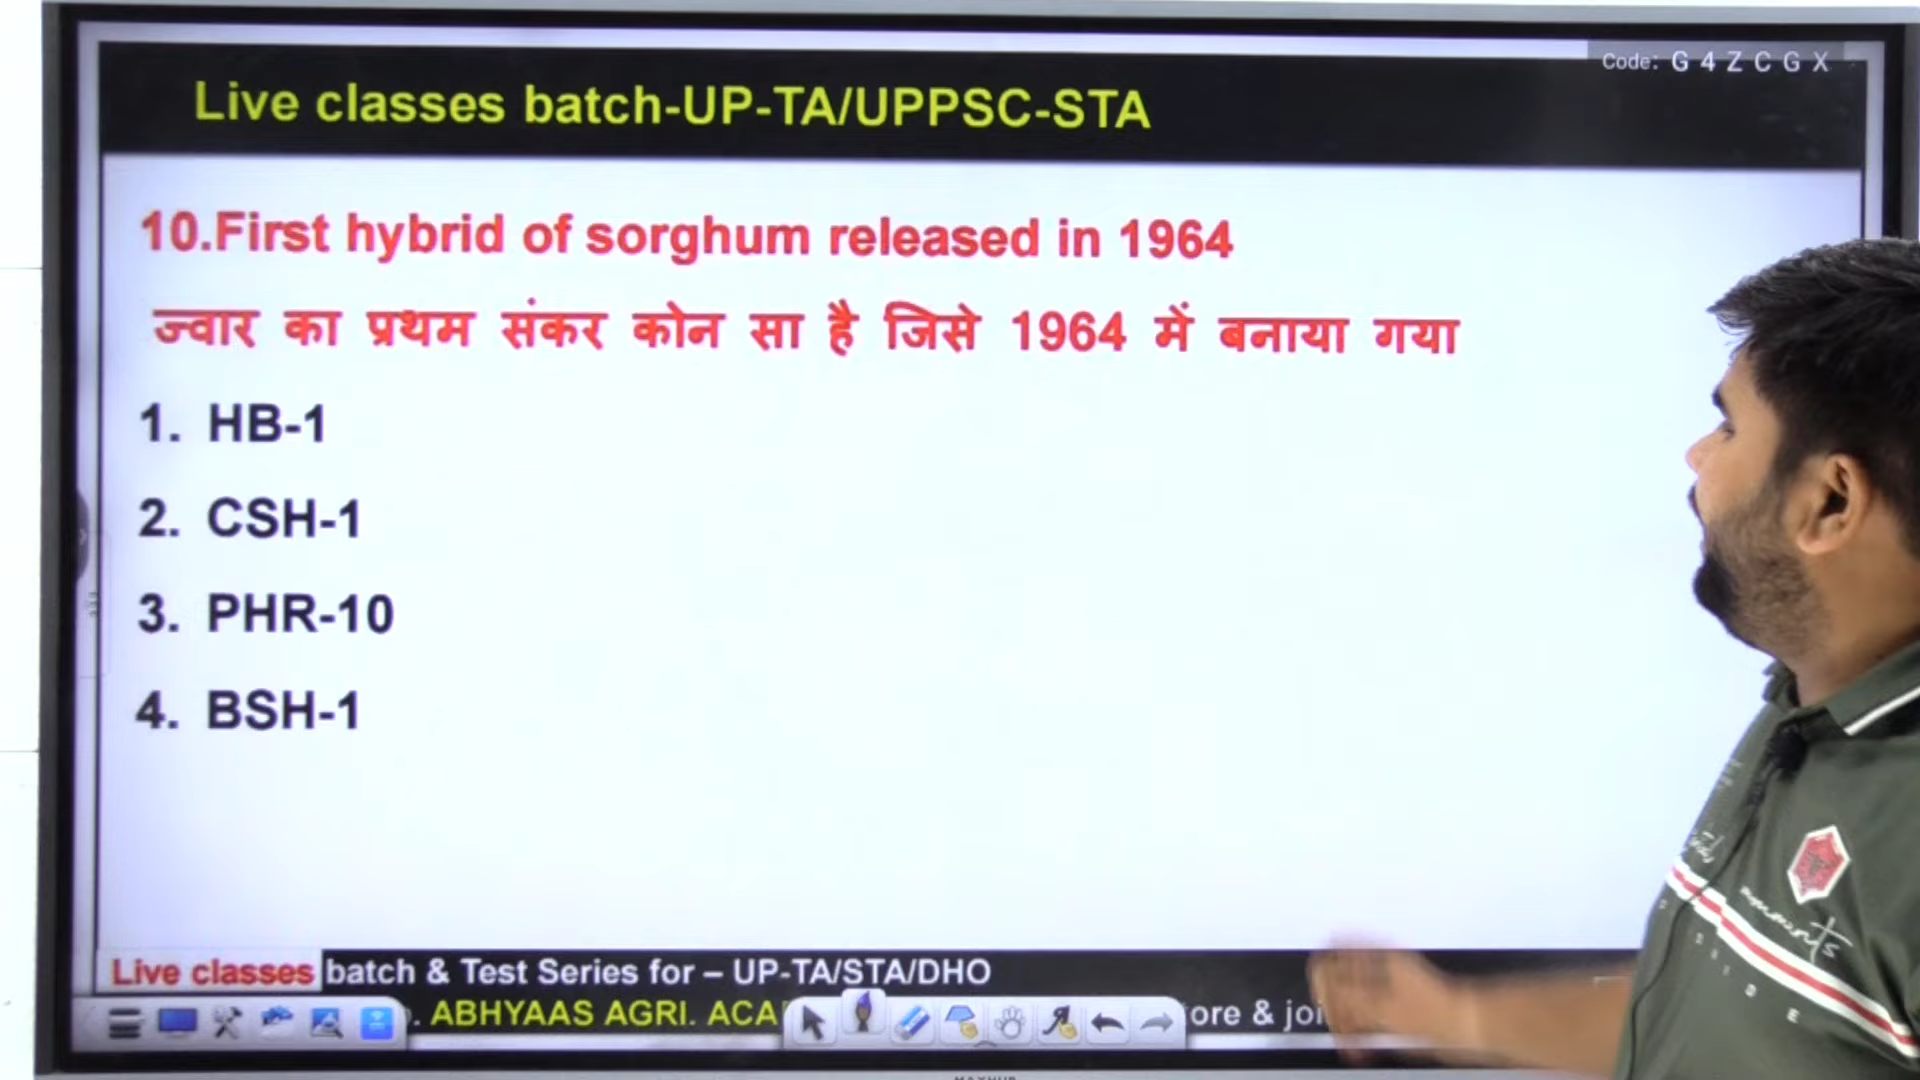 Code: G 4 Z C G X
Live classes batch-UP-TA/UPPSC-STA
10.First hybrid of sorghum released in 1964
ज्वार का प्रथम संकर कोन सा है जिसे 1964 में बनाया गया
1. HB-1
2. CSH-1
3. PHR-10
4. BSH-1
Live classes batch & Test Series for – UP-TA/STA/DHO
. ABHYAAS AGRI. ACA ore & joi